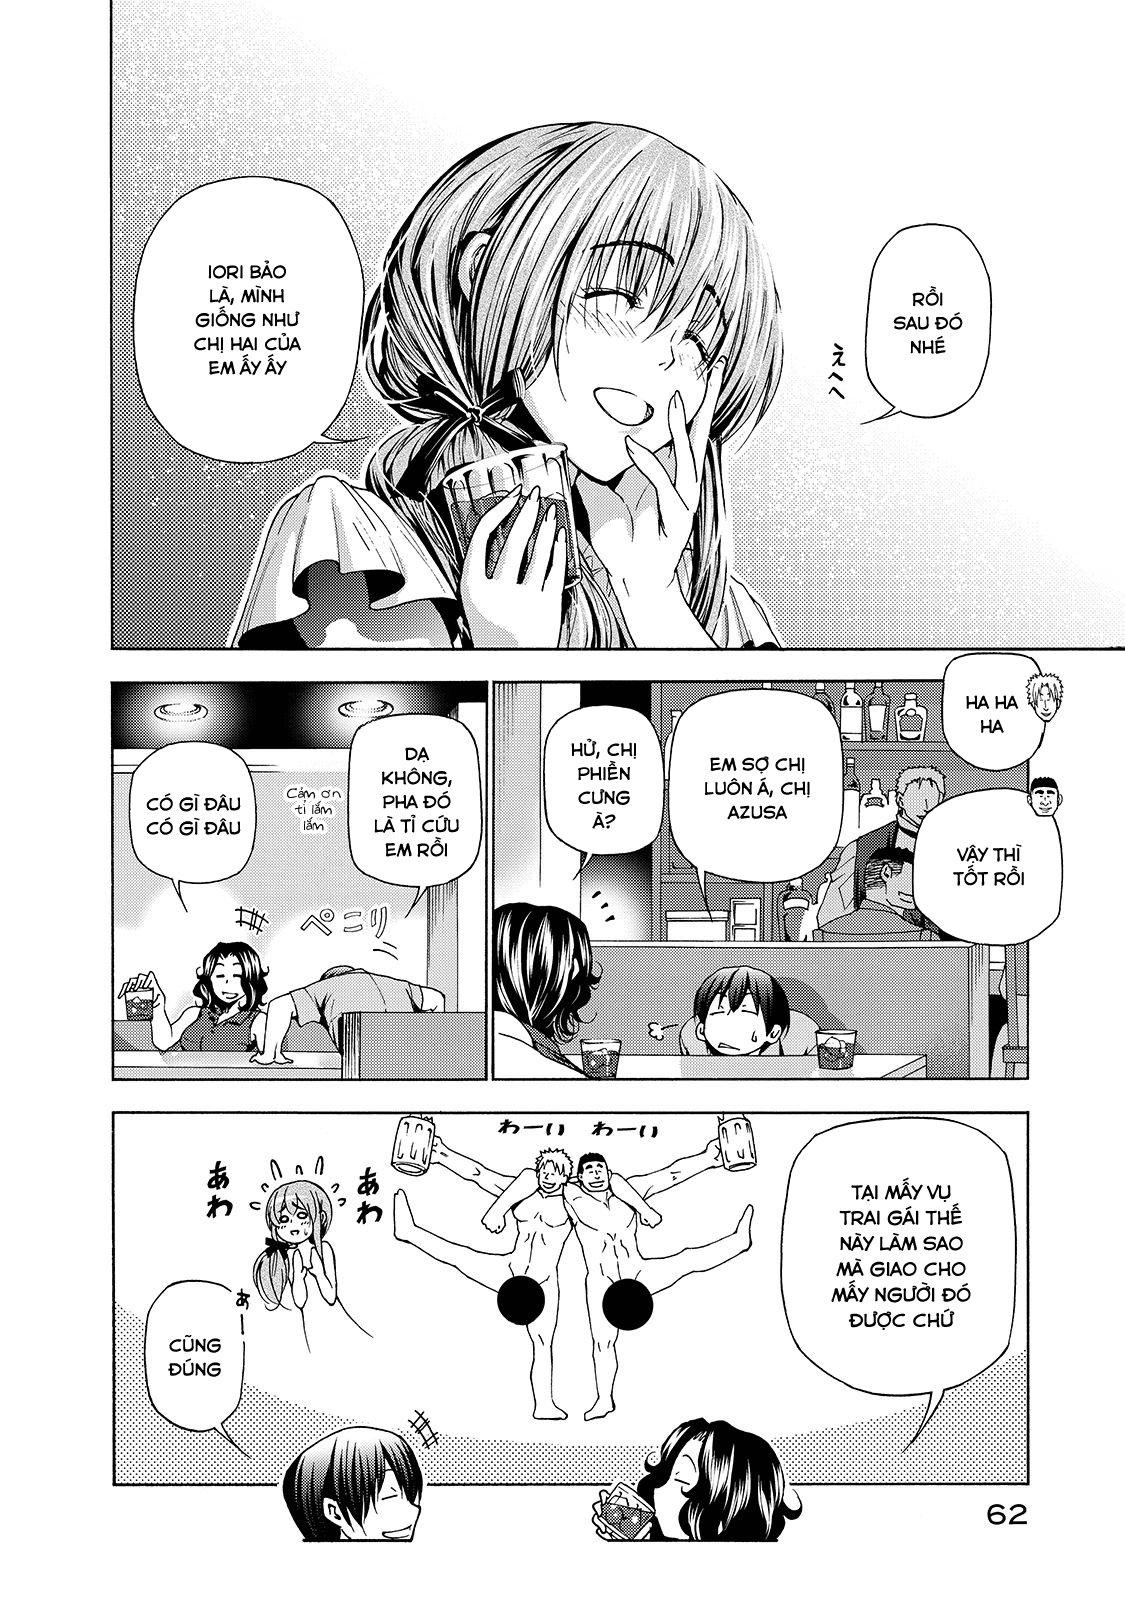 RỒI
SAU ĐÓ
NHÉ
えへへ
IORI BẢO
LÀ, MÌNH
GIỐNG NHƯ
CHỊ HAI CỦA
EM ẤY ẤY
HA HA
HA
VẬY THÌ
TỐT RỒI
EM SỢ CHỊ
LUÔN Á, CHỊ
AZUSA
HỬ, CHỊ
PHIỀN
CƯNG
À?
DẠ
KHÔNG,
PHA ĐÓ
LÀ TỈ CỨU
EM RỒI
Cảm ơn
tỉ lắm
lắm
ぺこり
CÓ GÌ ĐÂU
CÓ GÌ ĐÂU
TẠI MẤY VỤ
TRAI GÁI THẾ
NÀY LÀM SAO
MÀ GIAO CHO
MẤY NGƯỜI ĐÓ
ĐƯỢC CHỨ
わーい わーい
あわ
あわ
あー
CŨNG
ĐÚNG
62